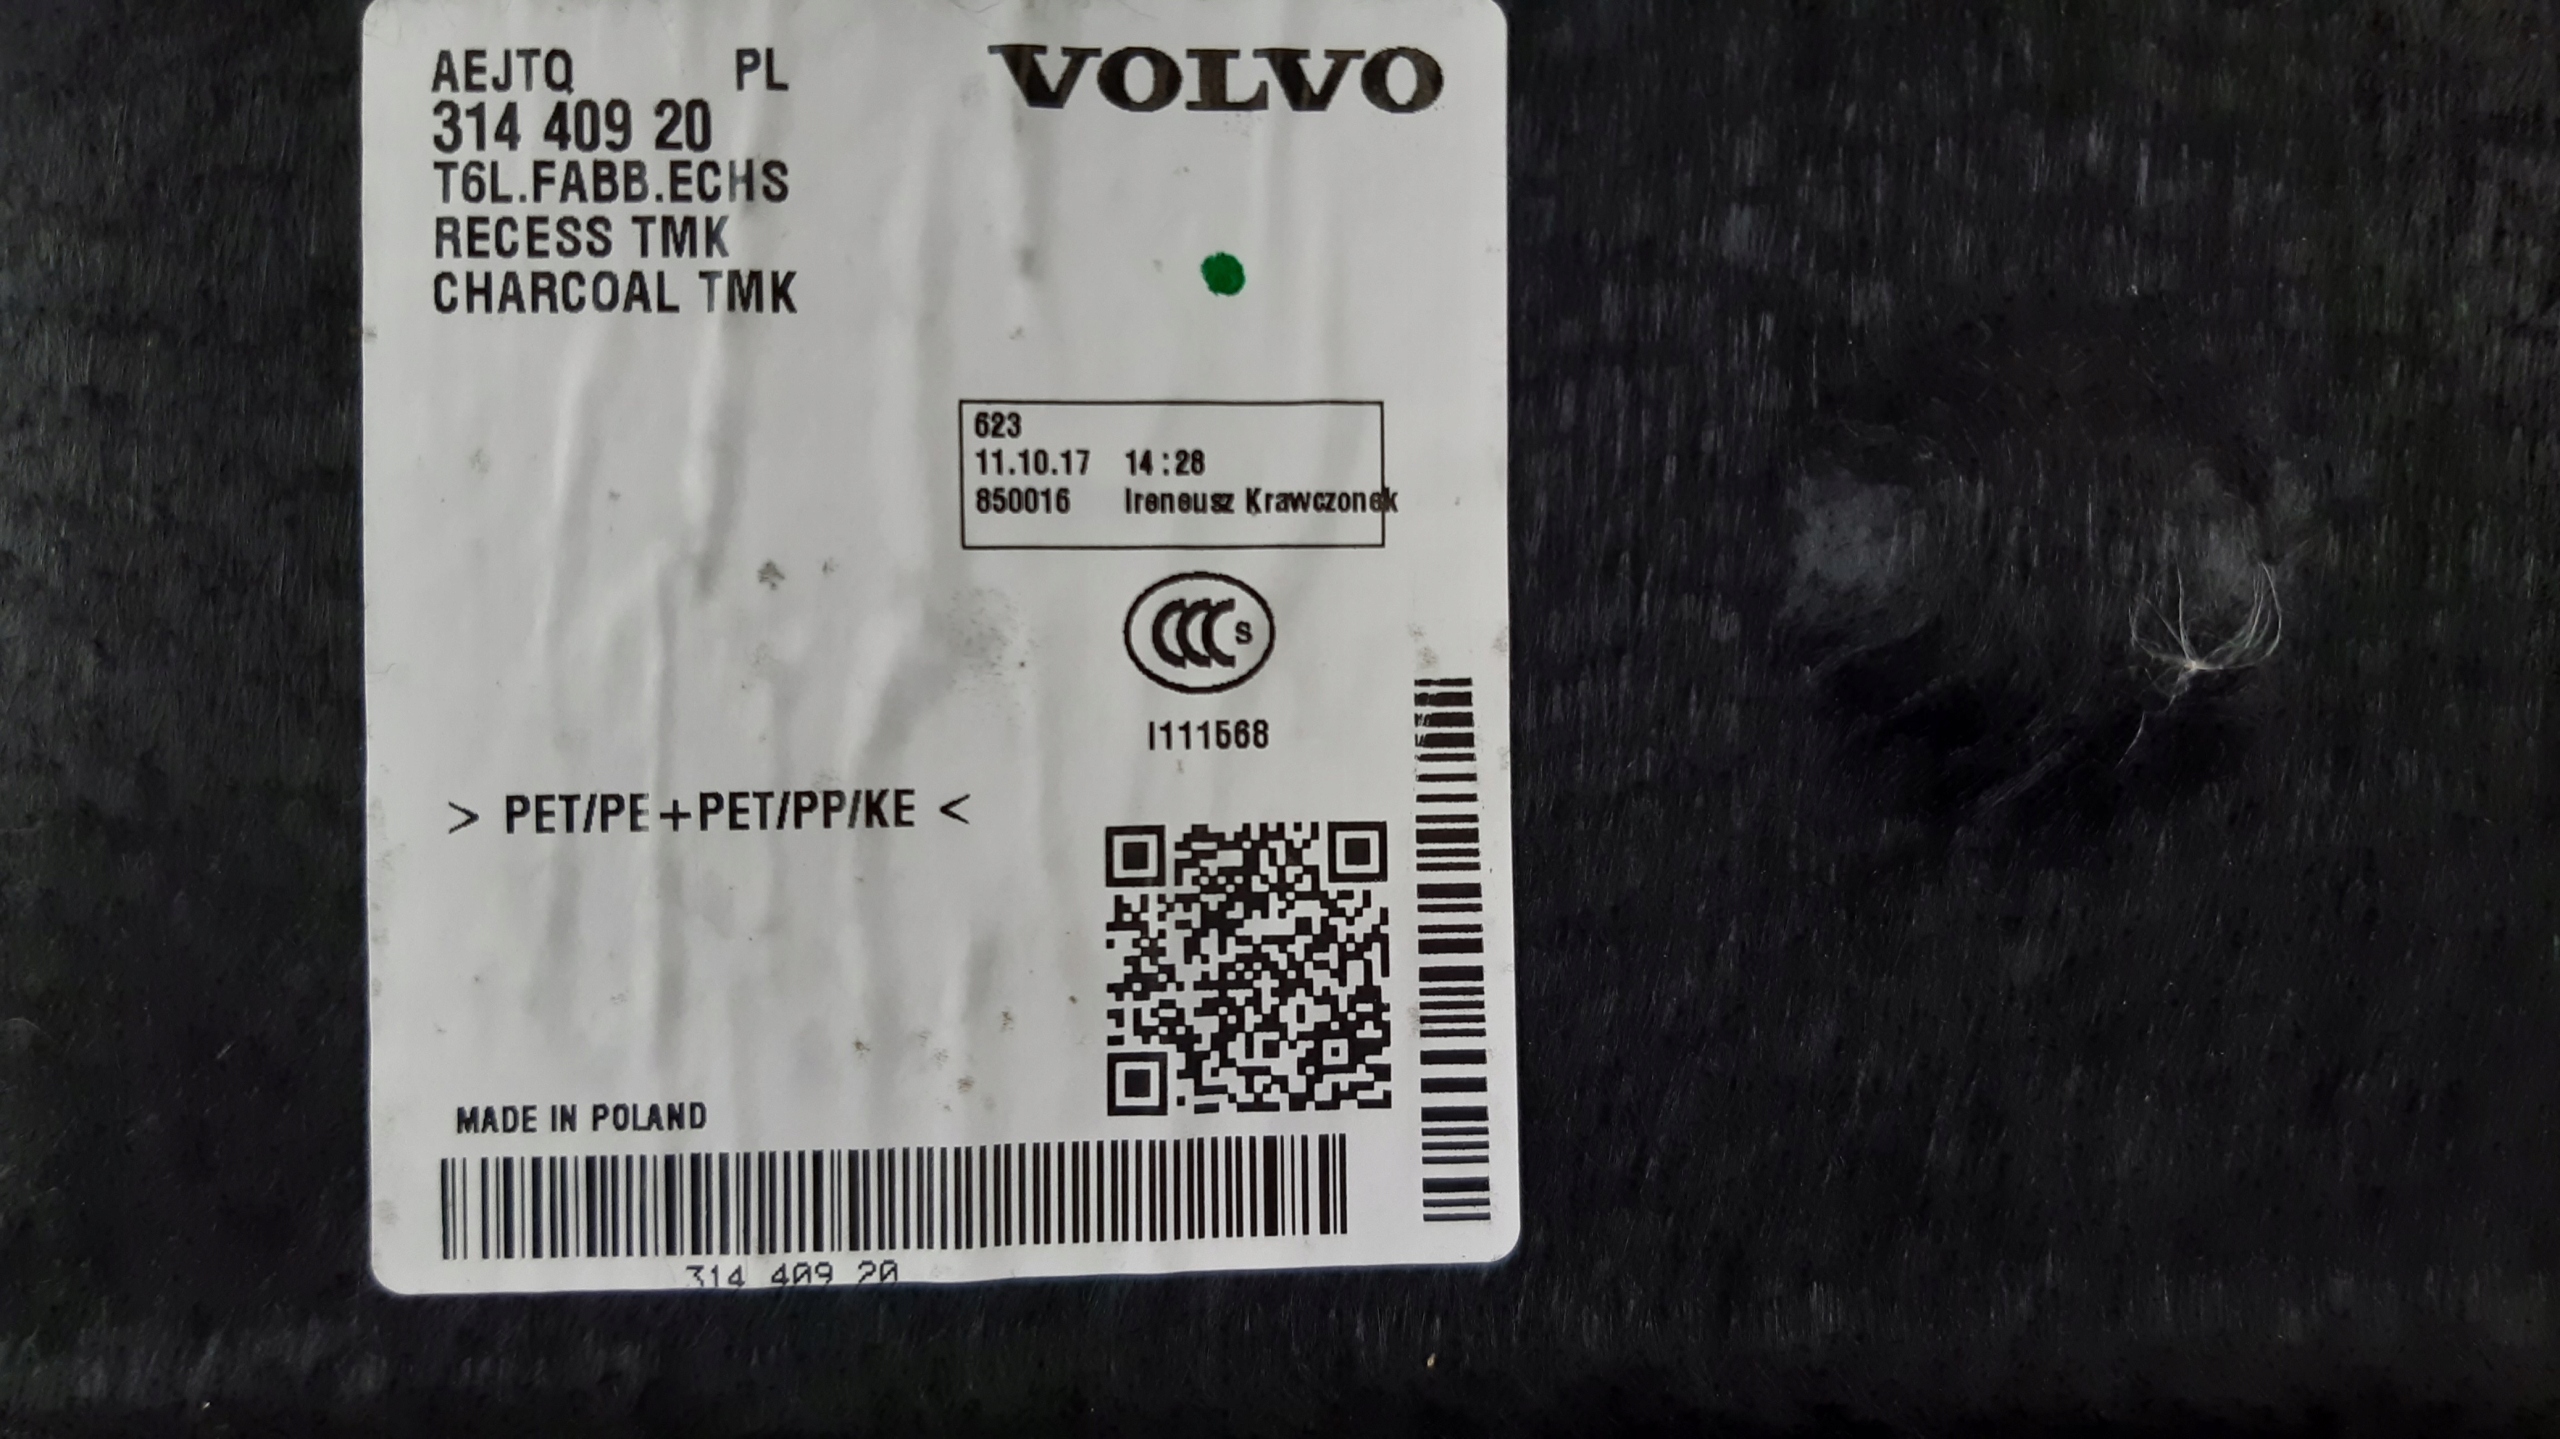 AEJTQ PL
VOLVO
314 409 20
T6L.FABB.ECHS
RECESS TMK
CHARCOAL TMK
623
11.10.17 14:28
850016 Ireneusz Krawczonek
CCC S
I111568
> PET/PE+PET/PP/KE <
MADE IN POLAND
314 409 20